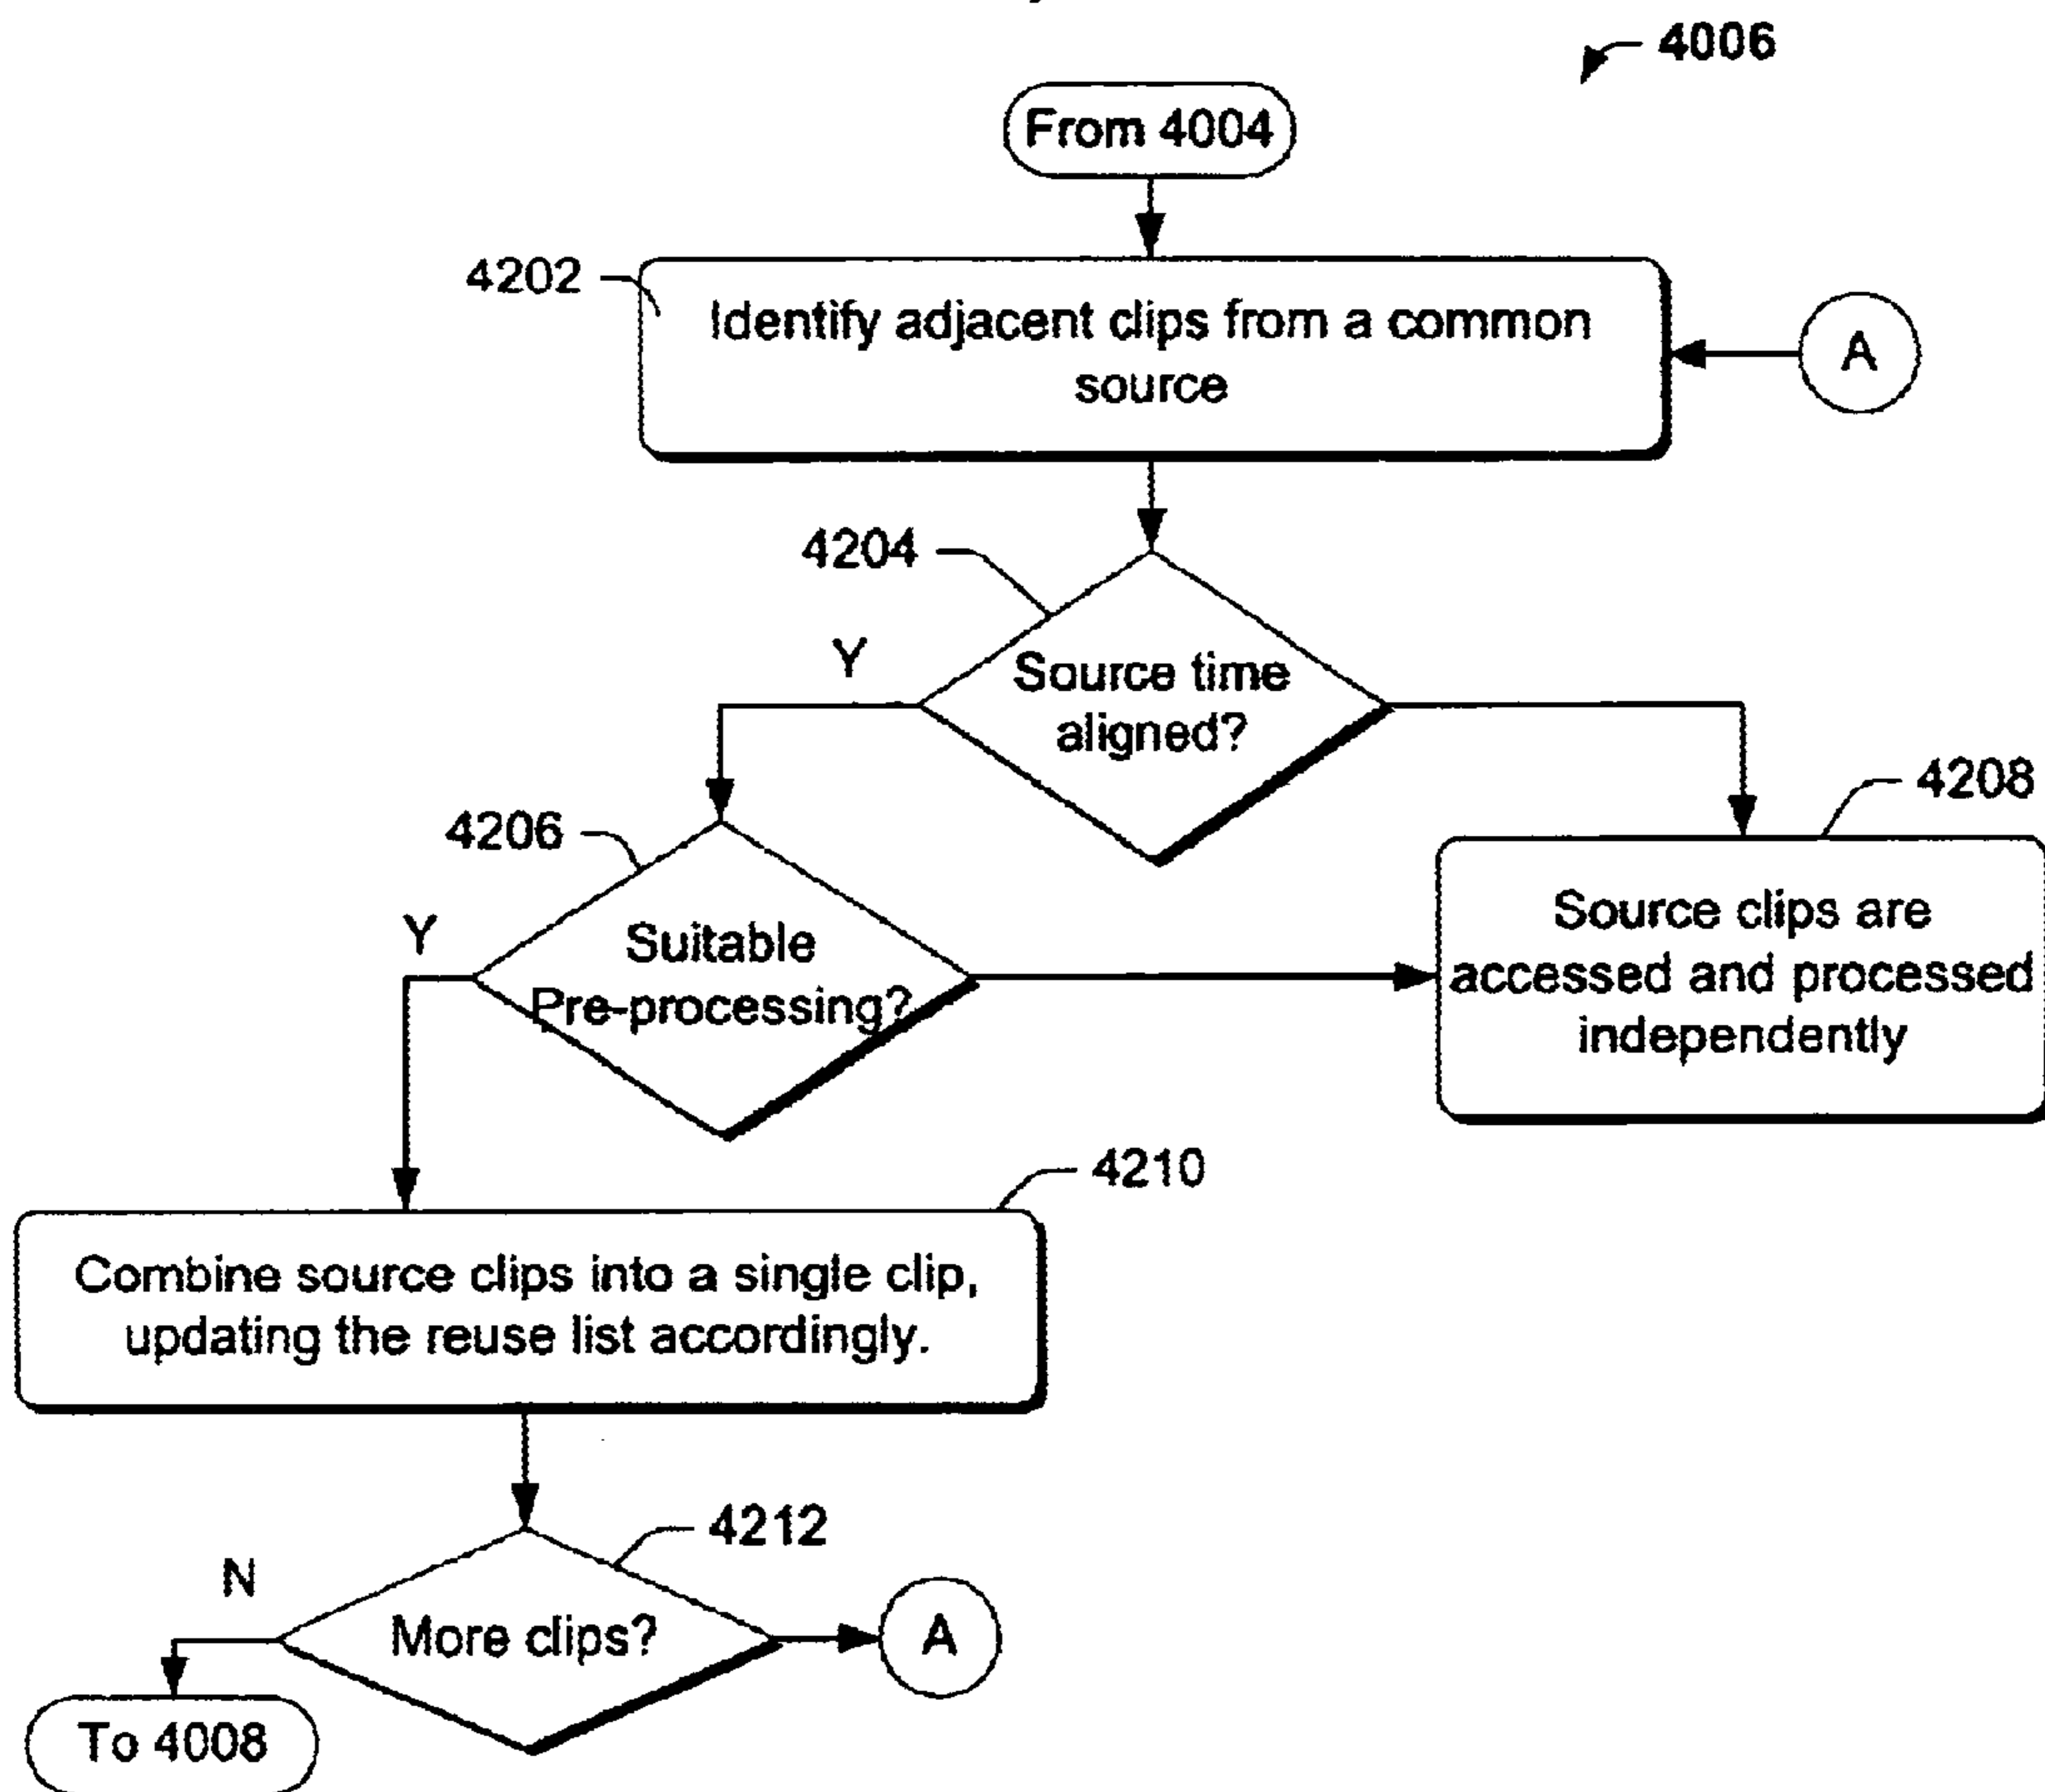 4006
From 4004
4202
Identify adjacent clips from a common
source
A
4204
Y
Source time
aligned?
4208
4206
Y
Suitable
Pre-processing?
Source clips are
accessed and processed
independently
4210
Combine source clips into a single clip,
updating the reuse list accordingly.
4212
N
More clips?
A
To 4008